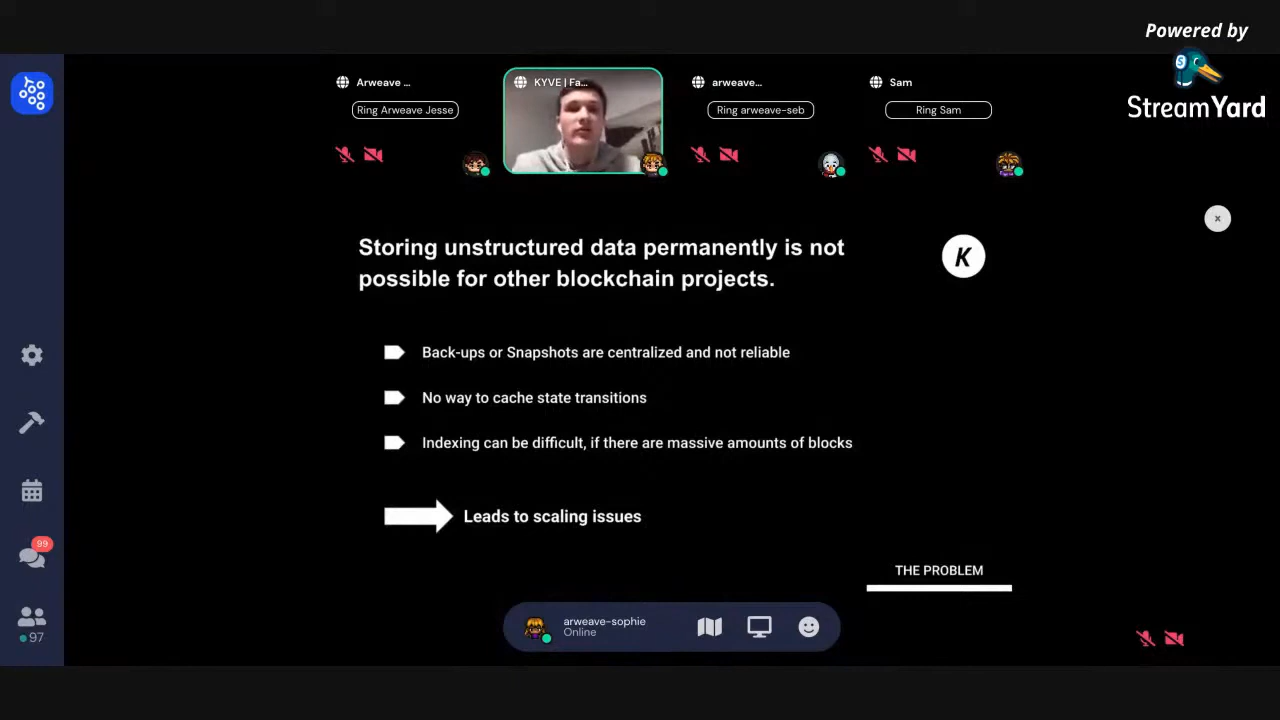 Powered by
StreamYard
Arweave ...
KYVE | Fa...
arweave...
Sam
Ring Arweave Jesse
Ring arweave-seb
Ring Sam
Storing unstructured data permanently is not
possible for other blockchain projects.
K
Back-ups or Snapshots are centralized and not reliable
No way to cache state transitions
Indexing can be difficult, if there are massive amounts of blocks
Leads to scaling issues
THE PROBLEM
99
97
arweave-sophie
Online